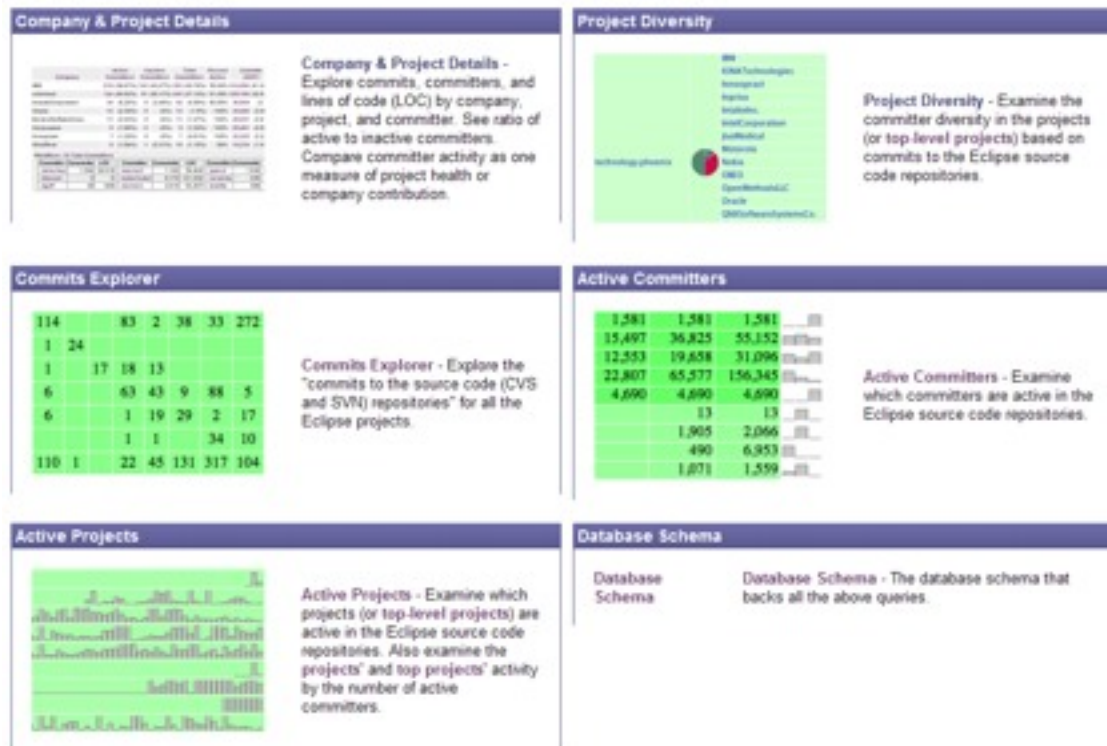 Company & Project Details
Company & Project Details -
Explore commits, committers, and
lines of code (LOC) by company,
project, and committer. See ratio of
active to inactive committers.
Compare committer activity as one
measure of project health or
company contribution.
Project Diversity
technology.phoenix
IBM
Innoopract
IntelCorporation
Motorola
Nokia
OpenMethodsLLC
Oracle
Project Diversity - Examine the
committer diversity in the projects
(or top-level projects) based on
commits to the Eclipse source
code repositories.
Commits Explorer
114 83 2 38 33 272
1 24
1 17 18 13
6 63 43 9 88 5
6 1 19 29 2 17
1 1 34 10
110 1 22 45 131 317 104
Commits Explorer - Explore the
"commits to the source code (CVS
and SVN) repositories" for all the
Eclipse projects.
Active Committers
1,581 1,581 1,581
15,497 36,825 55,152
12,553 19,658 31,096
22,807 65,577 156,345
4,690 4,690 4,690
13 13
1,905 2,066
490 6,953
1,071 1,559
Active Committers - Examine
which committers are active in the
Eclipse source code repositories.
Active Projects
Active Projects - Examine which
projects (or top-level projects) are
active in the Eclipse source code
repositories. Also examine the
projects' and top projects' activity
by the number of active
committers.
Database Schema
Database
Schema
Database Schema - The database schema that
backs all the above queries.